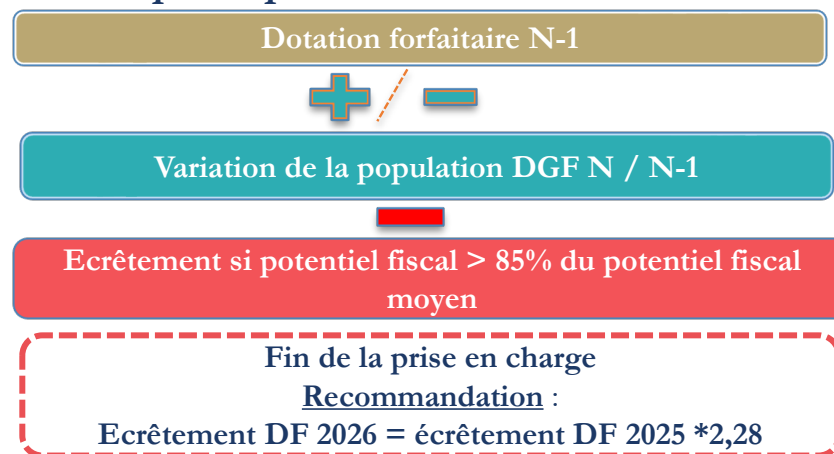 Dotation forfaitaire N-1
Variation de la population DGF N / N-1
Ecrêtement si potentiel fiscal > 85% du potentiel fiscal
moyen
Fin de la prise en charge
Recommandation :
Ecrêtement DF 2026 = écrêtement DF 2025 *2,28